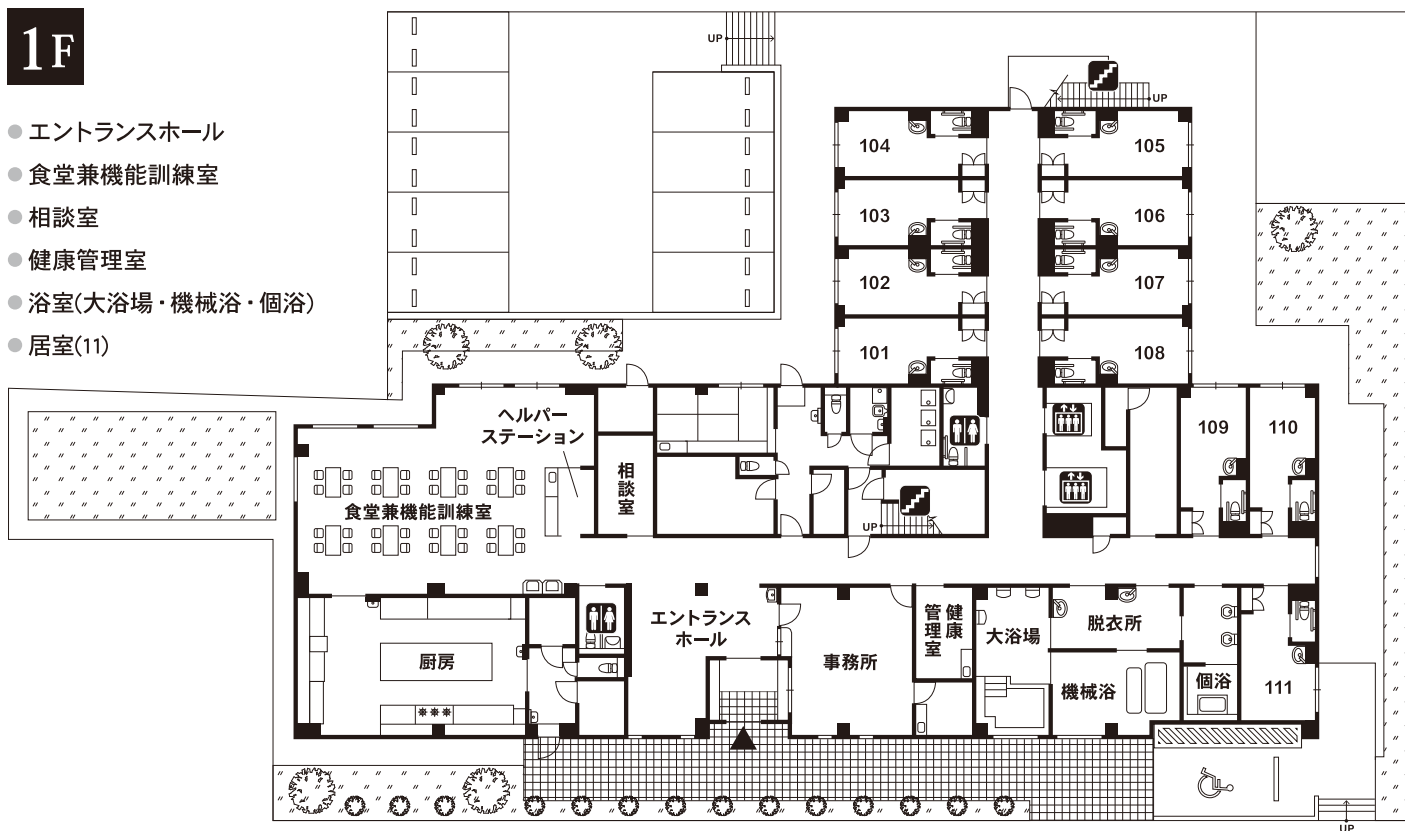 1F
エントランスホール
食堂兼機能訓練室
相談室
健康管理室
浴室(大浴場・機械浴・個浴)
居室(11)
UP
UP
104
105
103
106
102
107
101
108
ヘルパー
ステーション
相談室
109
110
食堂兼機能訓練室
UP
エントランス
ホール
健康
管理室
大浴場
脱衣所
厨房
事務所
機械浴
個浴
111
UP